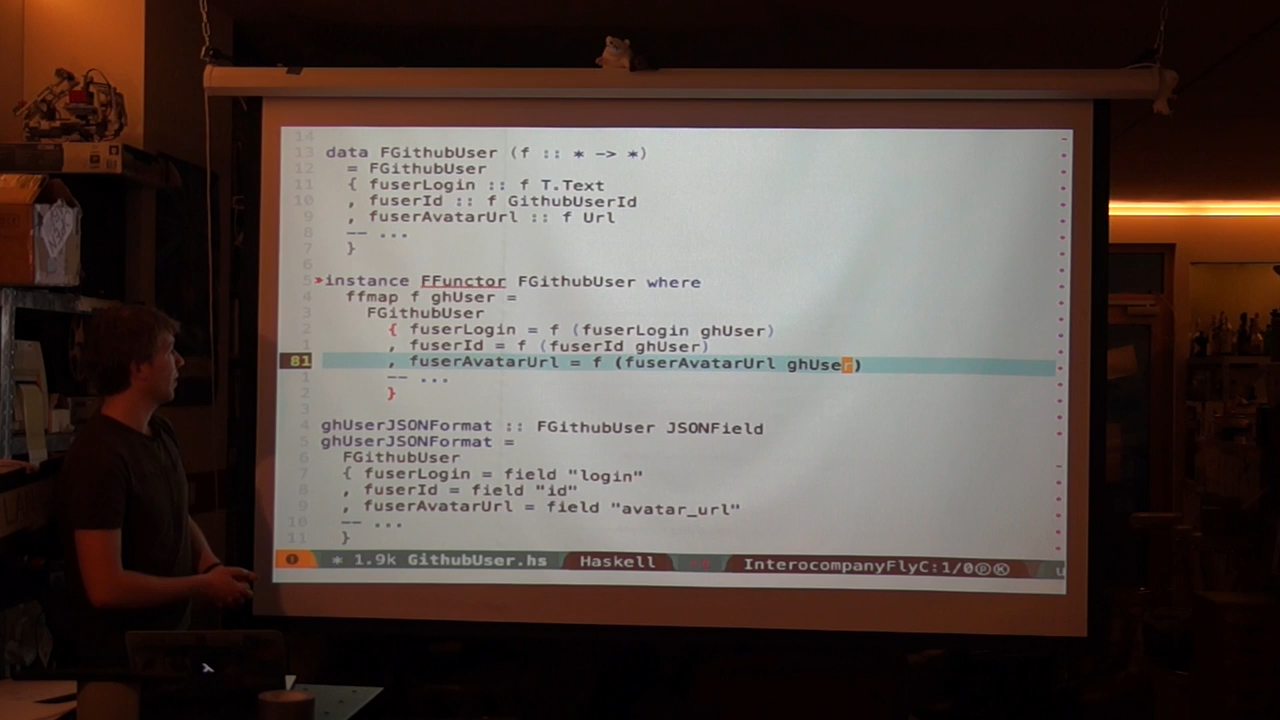 14
13 data FGithubUser (f :: * -> *)
12 = FGithubUser
11 { fuserLogin :: f T.Text
10 , fuserId :: f GithubUserId
9 , fuserAvatarUrl :: f Url
8 -- ...
7 }
6
5 >instance FFunctor FGithubUser where
4 ffmap f ghUser =
3 FGithubUser
2 { fuserLogin = f (fuserLogin ghUser)
1 , fuserId = f (fuserId ghUser)
81 , fuserAvatarUrl = f (fuserAvatarUrl ghUser)
1 -- ...
2 }
3
4 ghUserJSONFormat :: FGithubUser JSONField
5 ghUserJSONFormat =
6 FGithubUser
7 { fuserLogin = field "login"
8 , fuserId = field "id"
9 , fuserAvatarUrl = field "avatar_url"
10 -- ...
11 }
* 1.9k GithubUser.hs Haskell InterocompanyFlyC:1/0ⓟⓀ